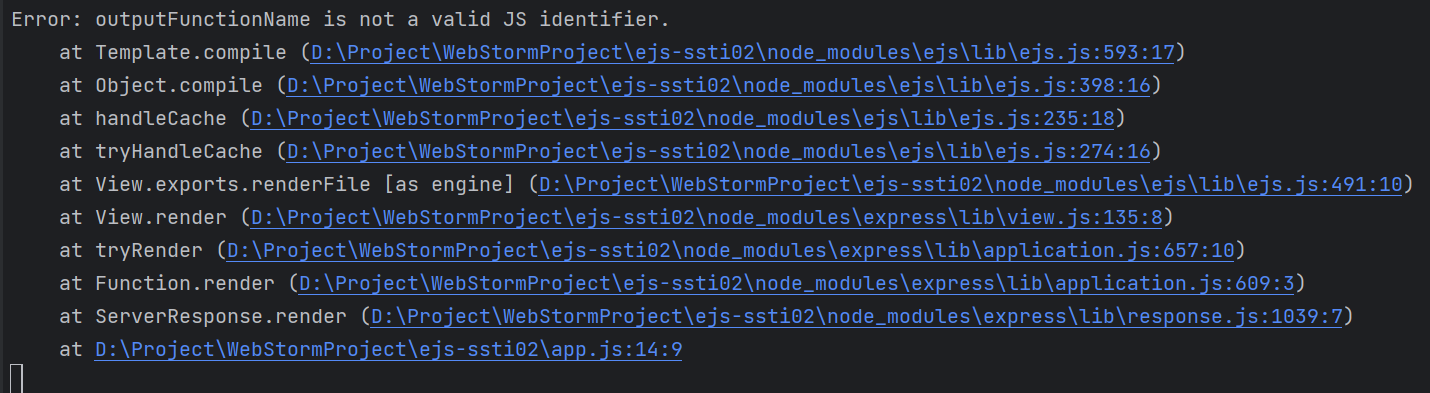 Error: outputFunctionName is not a valid JS identifier.
at Template.compile (D:\Project\WebStormProject\ejs-ssti02\node_modules\ejs\lib\ejs.js:593:17)
at Object.compile (D:\Project\WebStormProject\ejs-ssti02\node_modules\ejs\lib\ejs.js:398:16)
at handleCache (D:\Project\WebStormProject\ejs-ssti02\node_modules\ejs\lib\ejs.js:235:18)
at tryHandleCache (D:\Project\WebStormProject\ejs-ssti02\node_modules\ejs\lib\ejs.js:274:16)
at View.exports.renderFile [as engine] (D:\Project\WebStormProject\ejs-ssti02\node_modules\ejs\lib\ejs.js:491:10)
at View.render (D:\Project\WebStormProject\ejs-ssti02\node_modules\express\lib\view.js:135:8)
at tryRender (D:\Project\WebStormProject\ejs-ssti02\node_modules\express\lib\application.js:657:10)
at Function.render (D:\Project\WebStormProject\ejs-ssti02\node_modules\express\lib\application.js:609:3)
at ServerResponse.render (D:\Project\WebStormProject\ejs-ssti02\node_modules\express\lib\response.js:1039:7)
at D:\Project\WebStormProject\ejs-ssti02\app.js:14:9